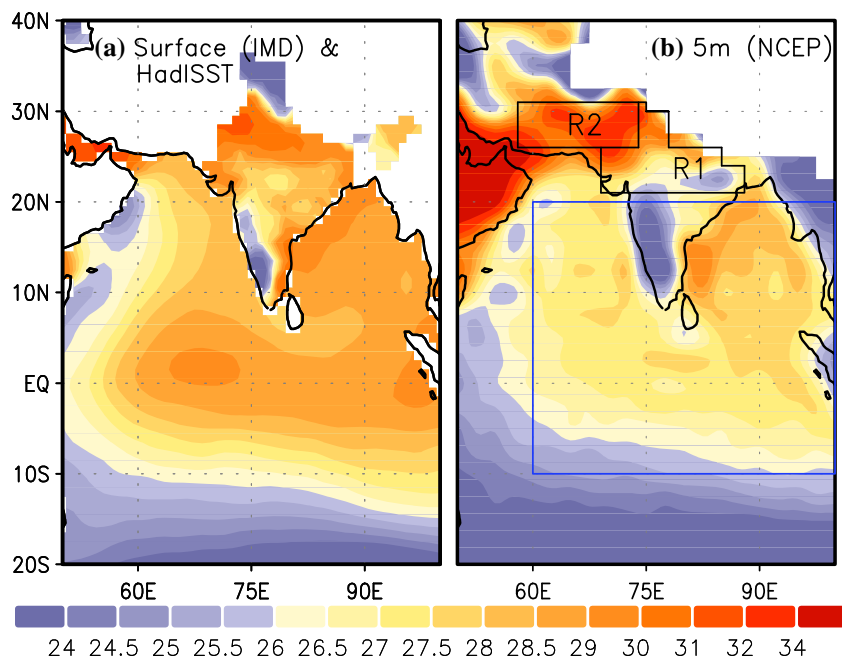 40N
30N
20N
10N
EQ
10S
20S
(a) Surface (IMD) &
HadISST
(b) 5m (NCEP)
R2
R1
60E 75E 90E
60E 75E 90E
24 24.5 25 25.5 26 26.5 27 27.5 28 28.5 29 30 31 32 34